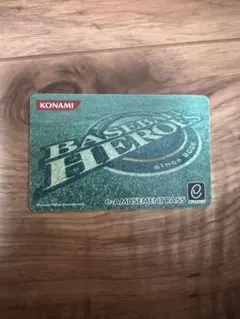 KONAMI
BASEBALL
HEROES
since 2005
e-AMUSEMENT PASS